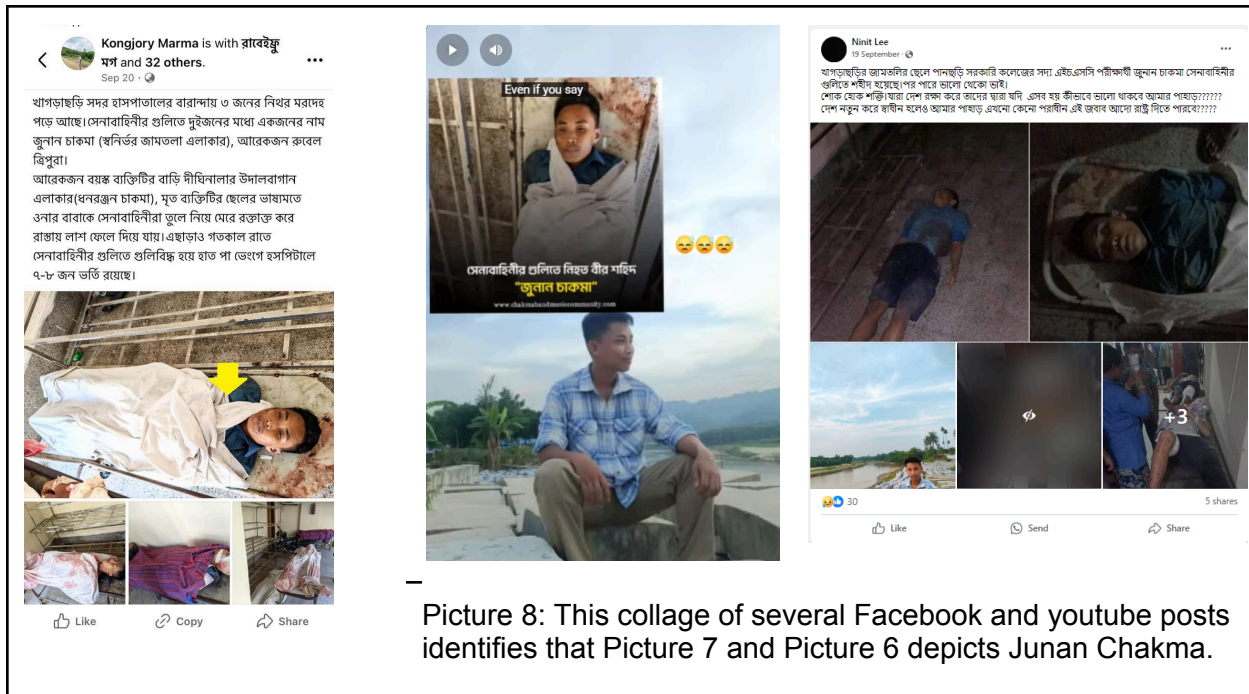 Kongjory Marma is with রাবেইফ্রু
মগ and 32 others.
Sep 20
খাগড়াছড়ি সদর হাসপাতালের বারান্দায় ৩ জনের নিথর মরদেহ
পড়ে আছে।সেনাবাহিনীর গুলিতে দুইজনের মধ্যে একজনের নাম
জুনান চাকমা (স্বনির্ভর জামতলা এলাকার), আরেকজন রুবেল
ত্রিপুরা।
আরেকজন বয়স্ক ব্যক্তিটির বাড়ি দীঘিনালার উদালবাগান
এলাকার(ধনরঞ্জন চাকমা), মৃত ব্যক্তিটির ছেলের ভাষ্যমতে
ওনার বাবাকে সেনাবাহিনীরা তুলে নিয়ে মেরে রক্তাক্ত করে
রাস্তায় লাশ ফেলে দিয়ে যায়।এছাড়াও গতকাল রাতে
সেনাবাহিনীর গুলিতে গুলিবিদ্ধ হয়ে হাত পা ভেংগে হসপিটালে
৭-৮ জন ভর্তি রয়েছে।
Like Copy Share
Even if you say
সেনাবাহিনীর গুলিতে নিহত বীর শহিদ
"জুনান চাকমা"
www.chakmabandmusiccommunity.com
Ninit Lee
19 September
খাগড়াছড়ির জামতলির ছেলে পানছড়ি সরকারি কলেজের সদ্য এইচএসসি পরীক্ষার্থী জুনান চাকমা সেনাবাহিনীর
গুলিতে শহীদ হয়েছে।পর পারে ভালো থেকো ভাই।
শোক হোক শক্তি।যারা দেশ রক্ষা করে তাদের দ্বারা যদি এসব হয় কীভাবে ভালো থাকবে আমার পাহাড়??????
দেশ নতুন করে স্বাধীন হলেও আমার পাহাড় এখনো কেনো পরাধীন এই জবাব আদো রাষ্ট্র দিতে পারবে?????
+3
30
5 shares
Like Send Share
Picture 8: This collage of several Facebook and youtube posts
identifies that Picture 7 and Picture 6 depicts Junan Chakma.